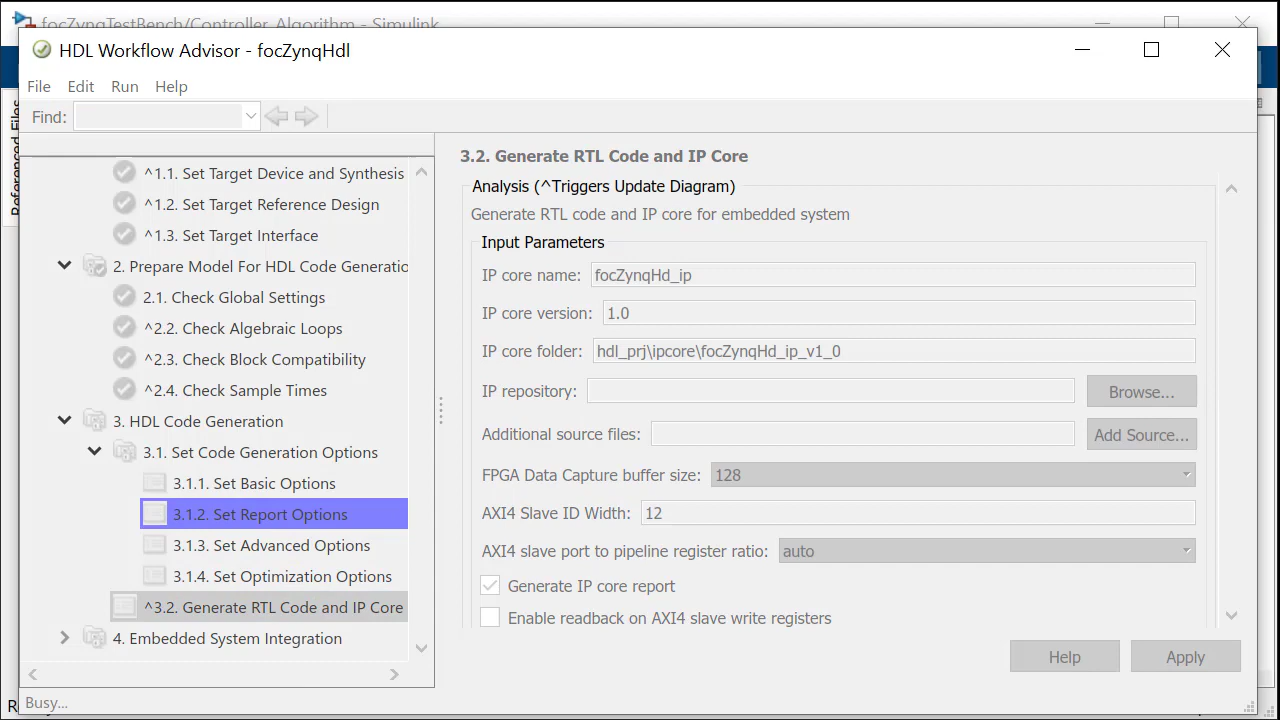 focZynqTestBench/Controller_Algorithm - Simulink
HDL Workflow Advisor - focZynqHdl
File Edit Run Help
Find:
Referenced Files
^1.1. Set Target Device and Synthesis
^1.2. Set Target Reference Design
^1.3. Set Target Interface
2. Prepare Model For HDL Code Generatio
2.1. Check Global Settings
^2.2. Check Algebraic Loops
^2.3. Check Block Compatibility
^2.4. Check Sample Times
3. HDL Code Generation
3.1. Set Code Generation Options
3.1.1. Set Basic Options
3.1.2. Set Report Options
3.1.3. Set Advanced Options
3.1.4. Set Optimization Options
^3.2. Generate RTL Code and IP Core
4. Embedded System Integration
3.2. Generate RTL Code and IP Core
Analysis (^Triggers Update Diagram)
Generate RTL code and IP core for embedded system
Input Parameters
IP core name: focZynqHd_ip
IP core version: 1.0
IP core folder: hdl_prj\ipcore\focZynqHd_ip_v1_0
IP repository: Browse...
Additional source files: Add Source...
FPGA Data Capture buffer size: 128
AXI4 Slave ID Width: 12
AXI4 slave port to pipeline register ratio: auto
Generate IP core report
Enable readback on AXI4 slave write registers
Help Apply
Busy...